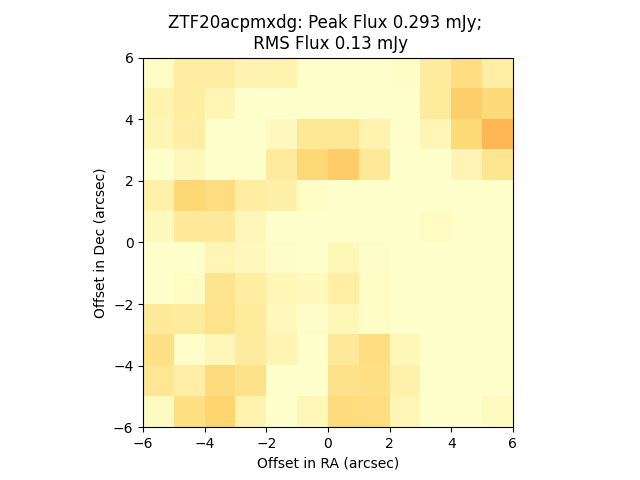 ZTF20acpmxdg: Peak Flux 0.293 mJy;
RMS Flux 0.13 mJy
6
4
2
0
−2
−4
−6
Offset in Dec (arcsec)
−6 −4 −2 0 2 4 6
Offset in RA (arcsec)